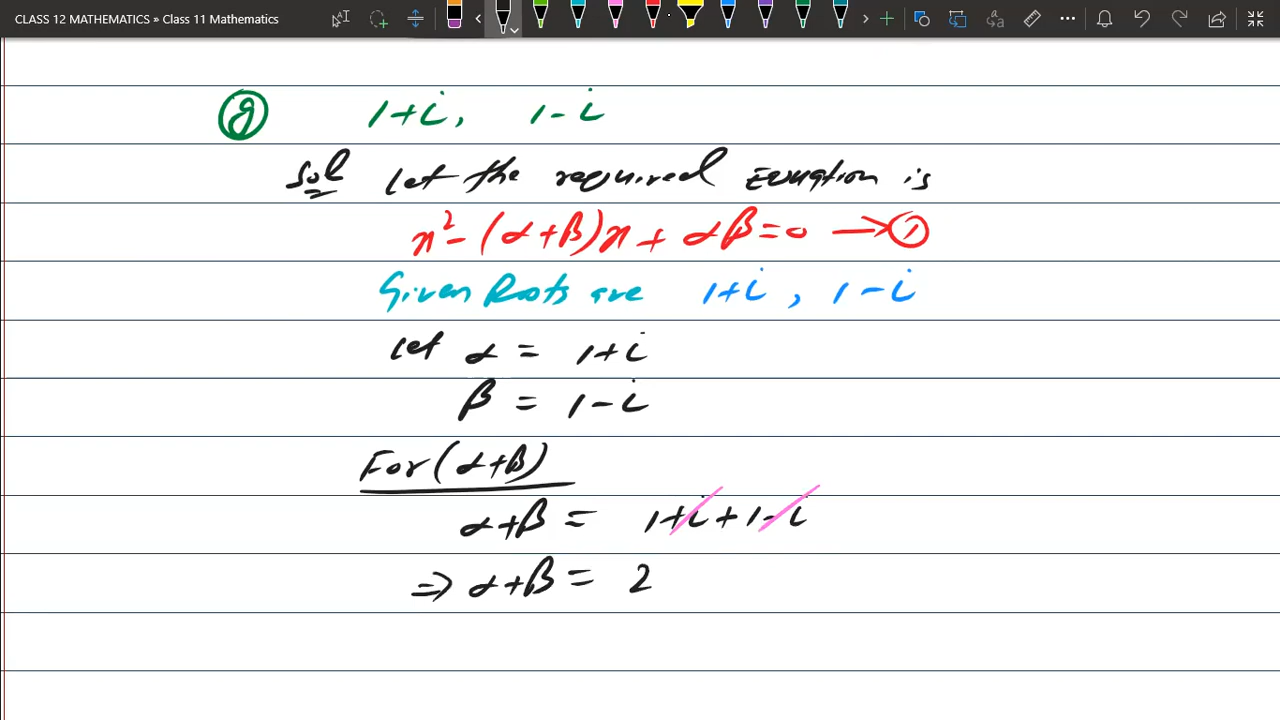 CLASS 12 MATHEMATICS » Class 11 Mathematics
(g) 1+i, 1-i
Sol Let the required Equation is
x²-(α+β)x+αβ=0 →①
Given Roots are 1+i, 1-i
Let α = 1+i
β = 1-i
For(α+β)
α+β = 1+i+1-i
⇒ α+β = 2